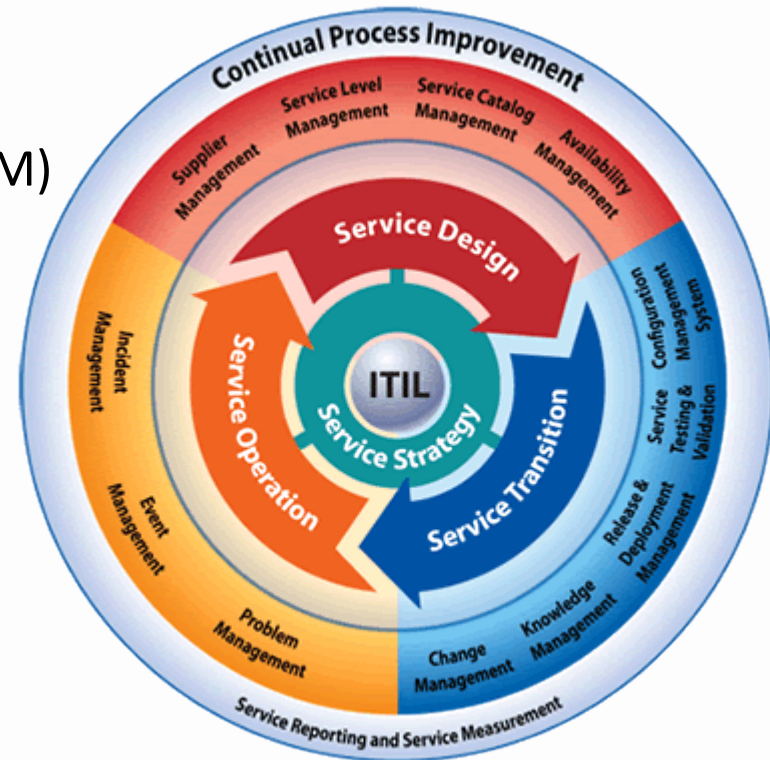 Continual Process Improvement
M)
Supplier
Management
Service Level
Management
Service Catalog
Management
Availability
Management
Configuration
Management
System
Service
Testing &
Validation
Release &
Deployment
Management
Knowledge
Management
Change
Management
Problem
Management
Event
Management
Incident
Management
Service Design
Service Transition
Service Operation
Service Strategy
ITIL
Service Reporting and Service Measurement